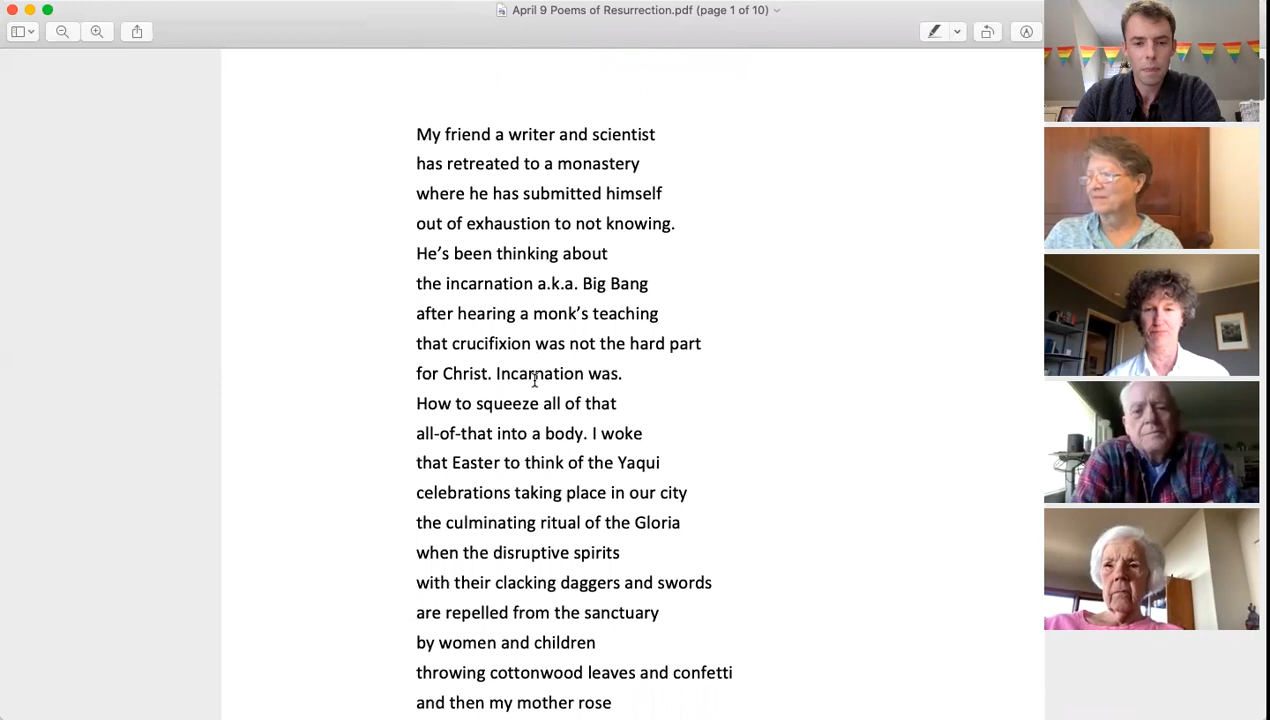 April 9 Poems of Resurrection.pdf (page 1 of 10)
My friend a writer and scientist
has retreated to a monastery
where he has submitted himself
out of exhaustion to not knowing.
He’s been thinking about
the incarnation a.k.a. Big Bang
after hearing a monk’s teaching
that crucifixion was not the hard part
for Christ. Incarnation was.
How to squeeze all of that
all-of-that into a body. I woke
that Easter to think of the Yaqui
celebrations taking place in our city
the culminating ritual of the Gloria
when the disruptive spirits
with their clacking daggers and swords
are repelled from the sanctuary
by women and children
throwing cottonwood leaves and confetti
and then my mother rose